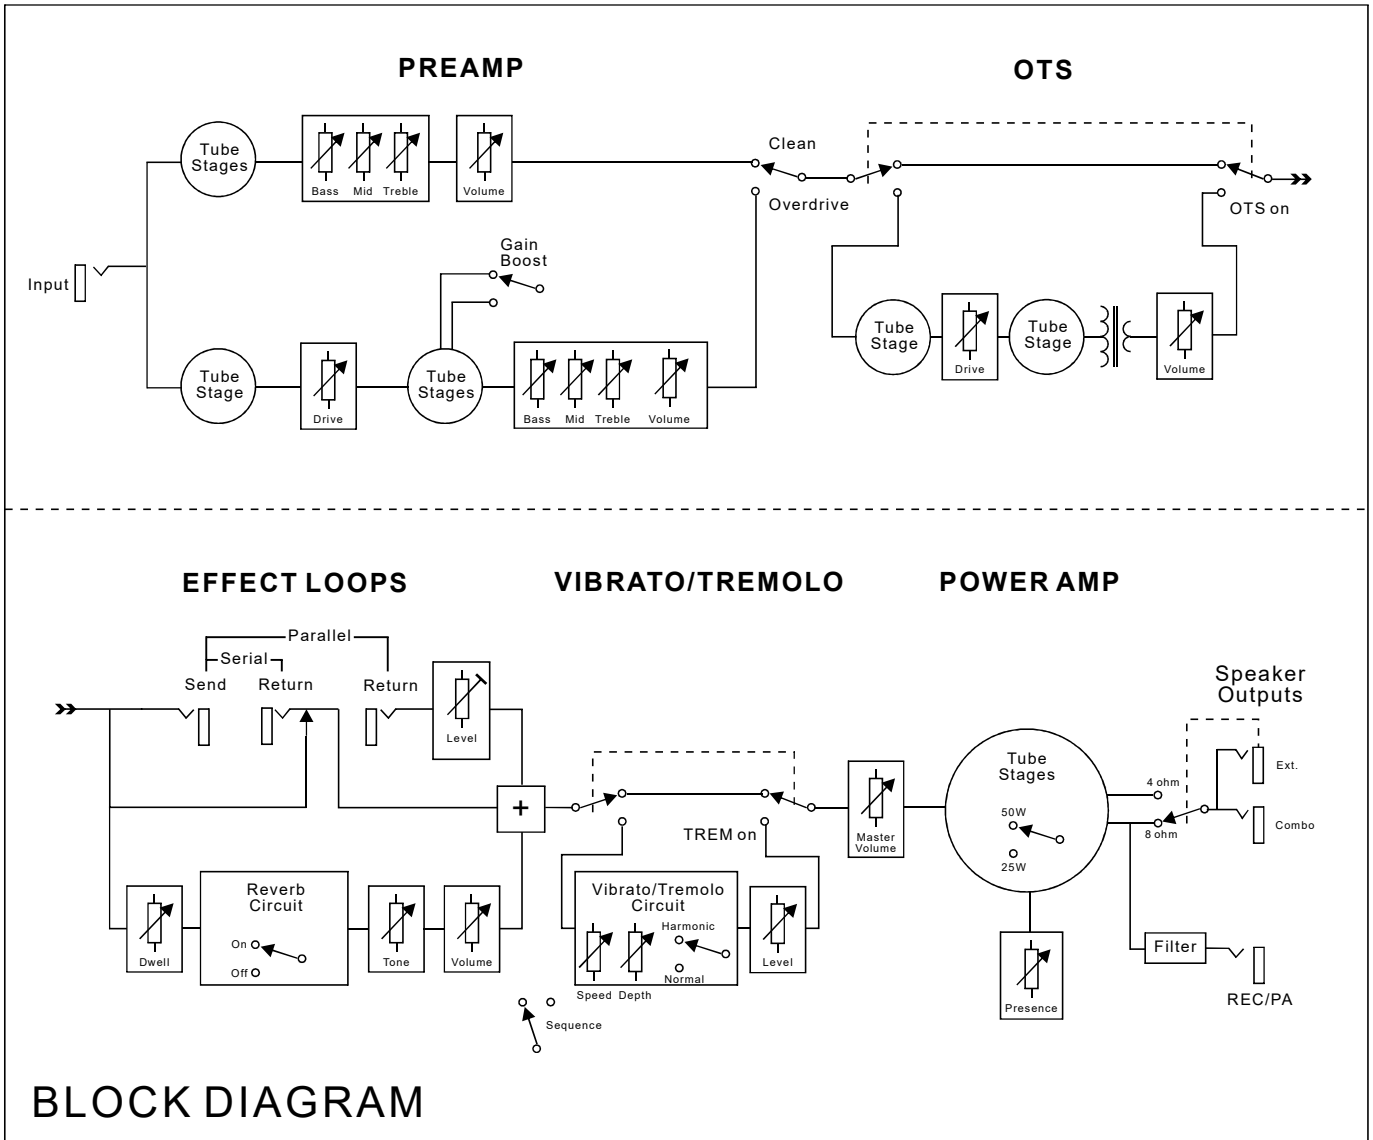 PREAMP
OTS
Tube
Stages
Bass Mid Treble
Volume
Clean
Overdrive
OTS on
Input
Gain
Boost
Tube
Stage
Drive
Tube
Stages
Bass Mid Treble Volume
Tube
Stage
Drive
Tube
Stage
Volume
EFFECT LOOPS
VIBRATO/TREMOLO
POWER AMP
Parallel
Serial
Send Return Return
Level
+
Reverb
Circuit
On
Off
Dwell
Tone
Volume
TREM on
Vibrato/Tremolo
Circuit
Harmonic
Normal
Speed Depth
Level
Sequence
Master
Volume
Tube
Stages
50W
25W
Presence
4 ohm
8 ohm
Speaker
Outputs
Ext.
Combo
Filter
REC/PA
BLOCK DIAGRAM